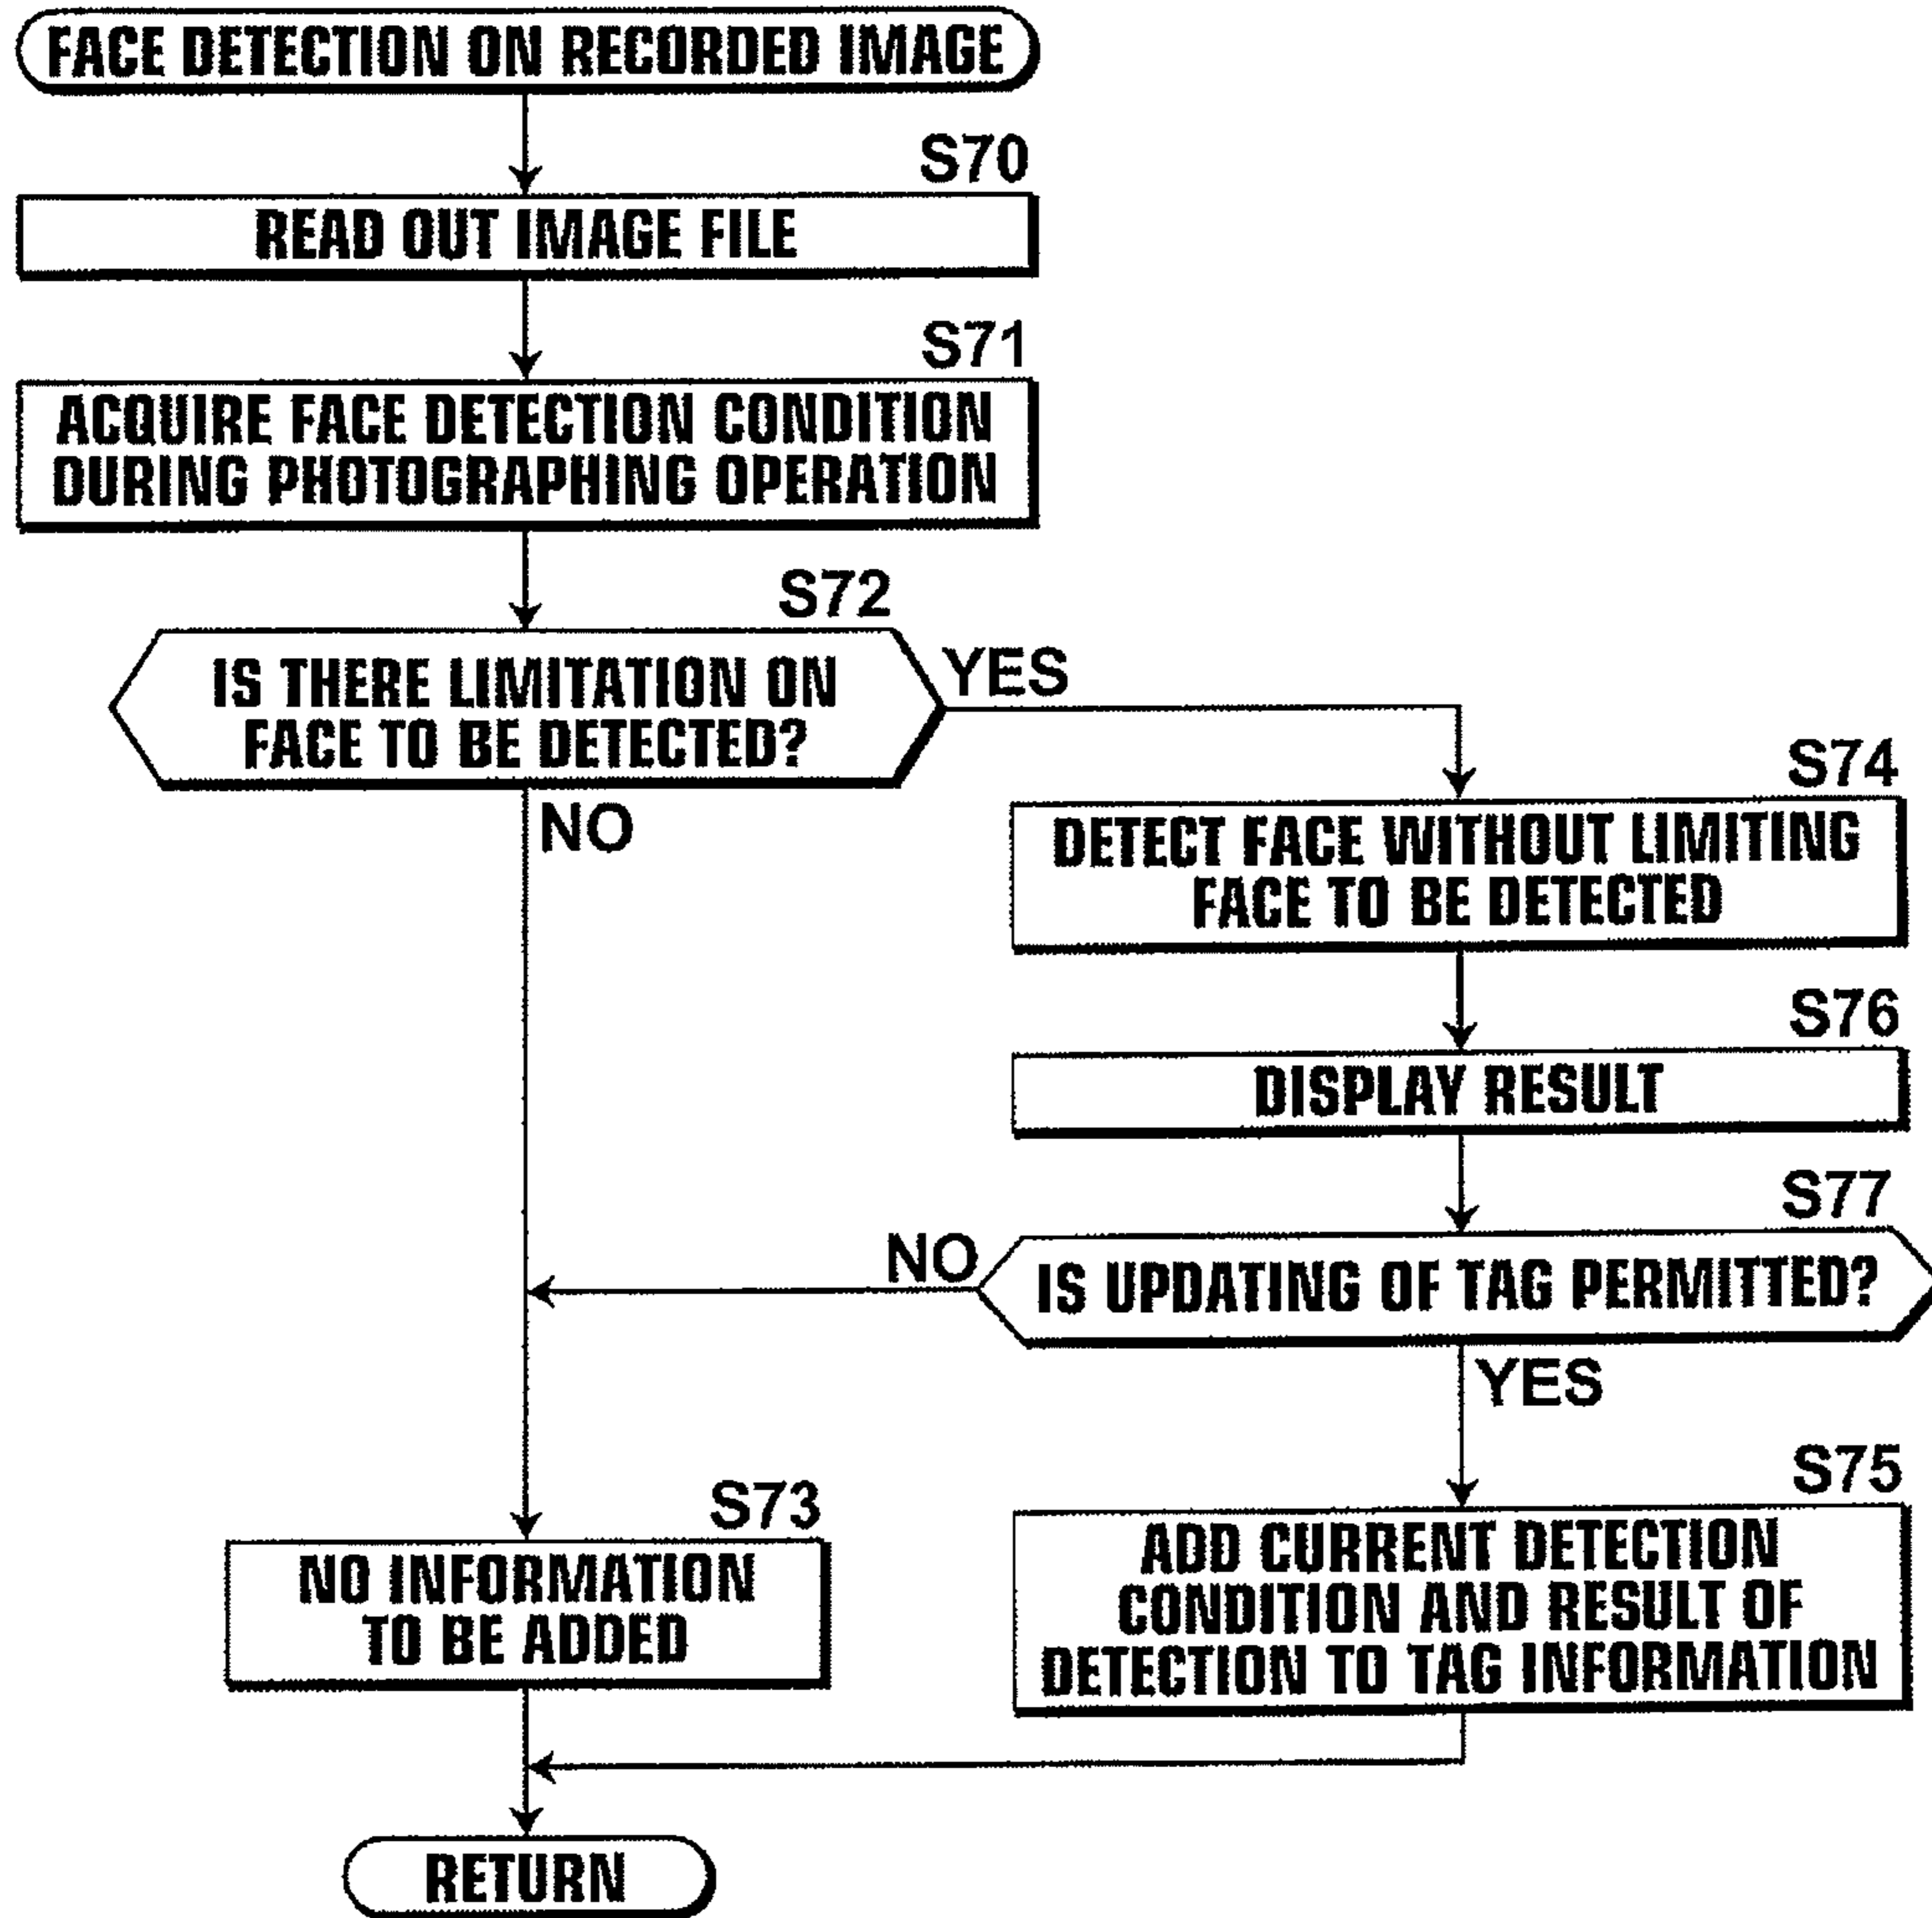 FACE DETECTION ON RECORDED IMAGE
S70
READ OUT IMAGE FILE
S71
ACQUIRE FACE DETECTION CONDITION
DURING PHOTOGRAPHING OPERATION
S72
IS THERE LIMITATION ON
FACE TO BE DETECTED?
YES
NO
S74
DETECT FACE WITHOUT LIMITING
FACE TO BE DETECTED
S76
DISPLAY RESULT
S77
IS UPDATING OF TAG PERMITTED?
NO
YES
S73
NO INFORMATION
TO BE ADDED
S75
ADD CURRENT DETECTION
CONDITION AND RESULT OF
DETECTION TO TAG INFORMATION
RETURN